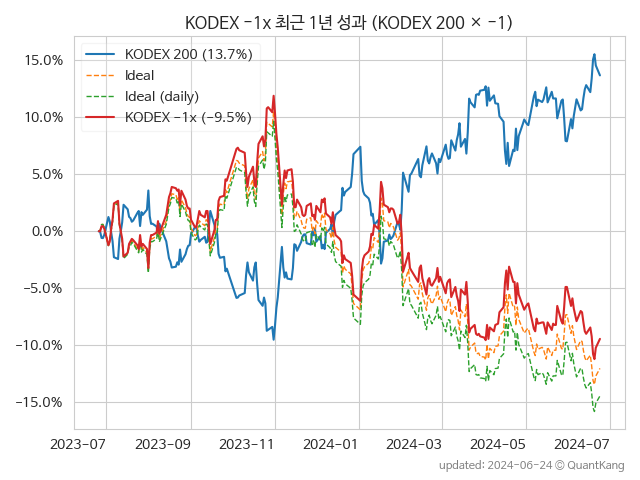 KODEX −1x 최근 1년 성과 (KODEX 200 × −1)
15.0%
10.0%
5.0%
0.0%
−5.0%
−10.0%
−15.0%
KODEX 200 (13.7%)
Ideal
Ideal (daily)
KODEX −1x (−9.5%)
2023−07
2023−09
2023−11
2024−01
2024−03
2024−05
2024−07
updated: 2024−06−24 ⓒ QuantKang